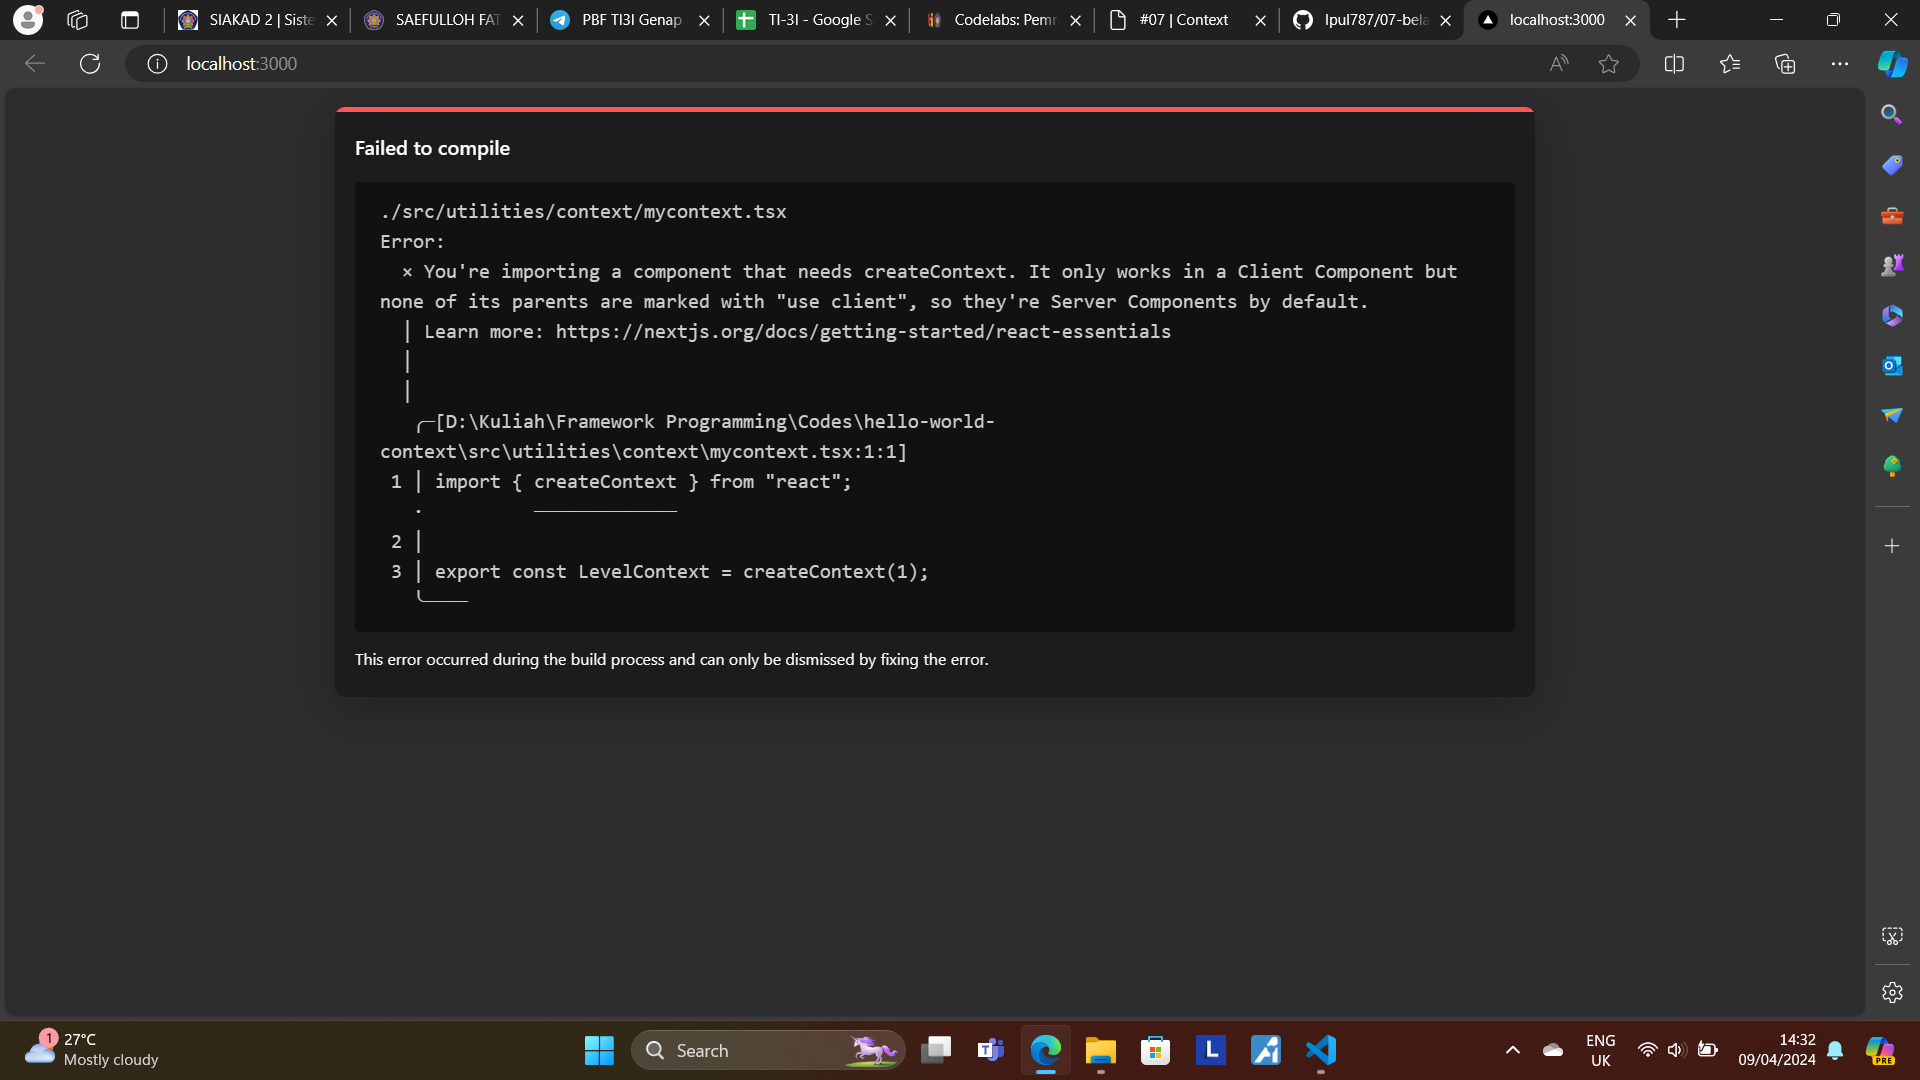 SIAKAD 2 | Siste
SAEFULLOH FAT
PBF TI3I Genap
TI-3I - Google S
Codelabs: Pemr
#07 | Context
Ipul787/07-bela
localhost:3000
localhost:3000
Failed to compile
./src/utilities/context/mycontext.tsx
Error:
× You're importing a component that needs createContext. It only works in a Client Component but
none of its parents are marked with "use client", so they're Server Components by default.
│ Learn more: https://nextjs.org/docs/getting-started/react-essentials
│
│
╭─[D:\Kuliah\Framework Programming\Codes\hello-world-
context\src\utilities\context\mycontext.tsx:1:1]
1 │ import { createContext } from "react";
· ─────────────
2 │
3 │ export const LevelContext = createContext(1);
╰────
This error occurred during the build process and can only be dismissed by fixing the error.
1
27°C
Mostly cloudy
Search
L
ENG
UK
14:32
09/04/2024
PRE